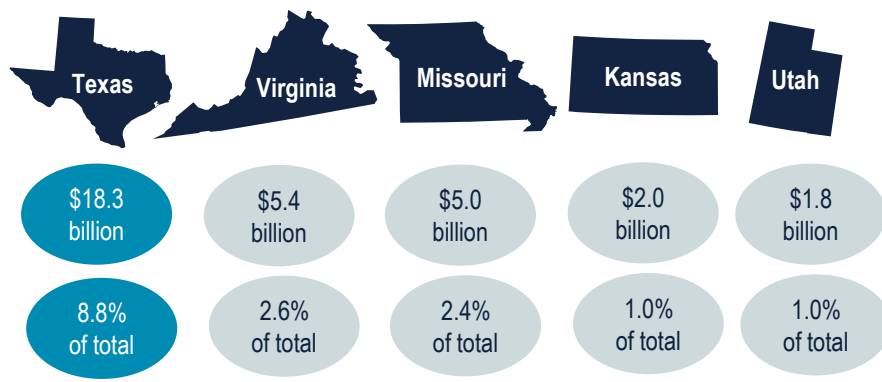 Texas
Virginia
Missouri
Kansas
Utah
$18.3
billion
$5.4
billion
$5.0
billion
$2.0
billion
$1.8
billion
8.8%
of total
2.6%
of total
2.4%
of total
1.0%
of total
1.0%
of total